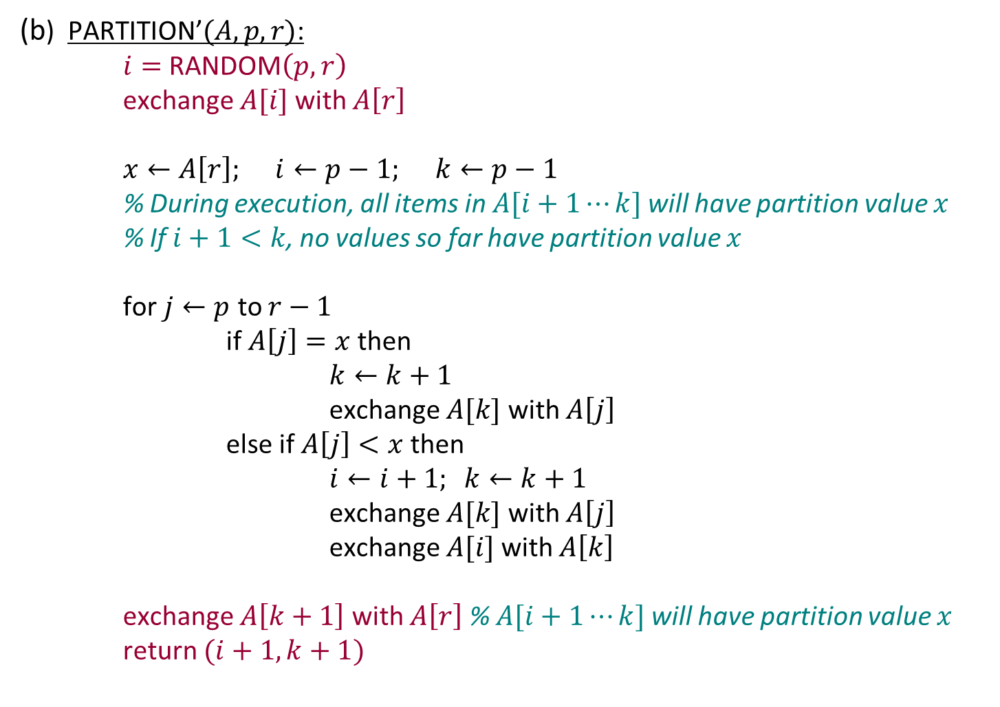 (b) PARTITION’(A, p, r):
i = RANDOM(p, r)
exchange A[i] with A[r]
x ← A[r]; i ← p − 1; k ← p − 1
% During execution, all items in A[i + 1 ⋯ k] will have partition value x
% If i + 1 < k, no values so far have partition value x
for j ← p to r − 1
if A[j] = x then
k ← k + 1
exchange A[k] with A[j]
else if A[j] < x then
i ← i + 1; k ← k + 1
exchange A[k] with A[j]
exchange A[i] with A[k]
exchange A[k + 1] with A[r] % A[i + 1 ⋯ k] will have partition value x
return (i + 1, k + 1)